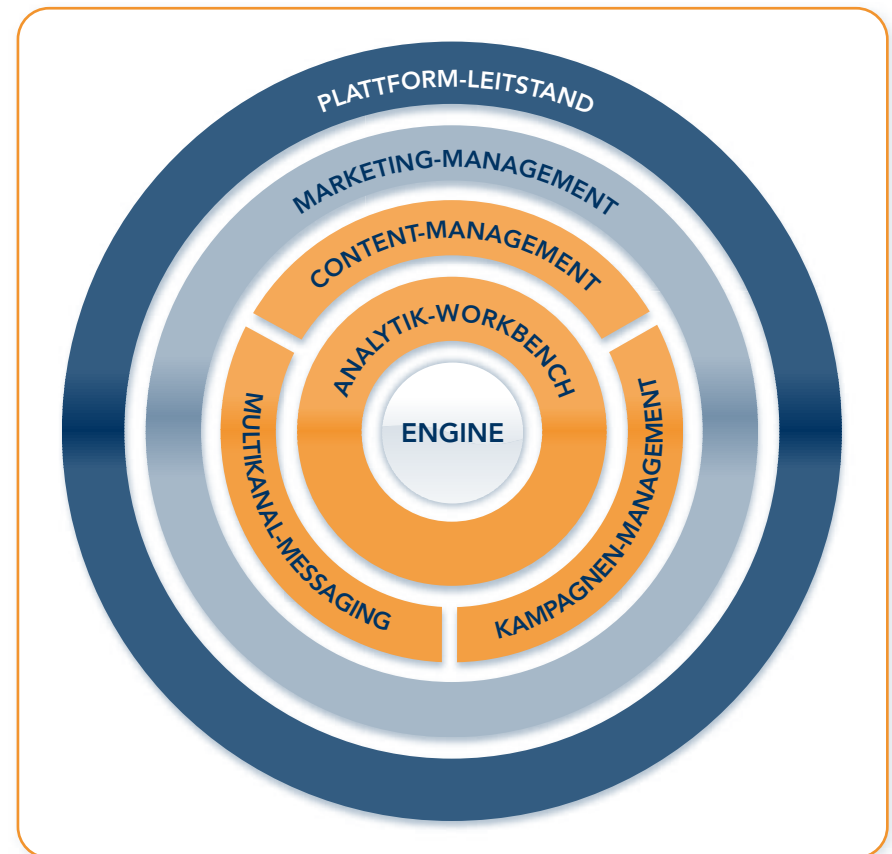 PLATTFORM-LEITSTAND
MARKETING-MANAGEMENT
CONTENT-MANAGEMENT
ANALYTIK-WORKBENCH
ENGINE
MULTIKANAL-MESSAGING
KAMPAGNEN-MANAGEMENT